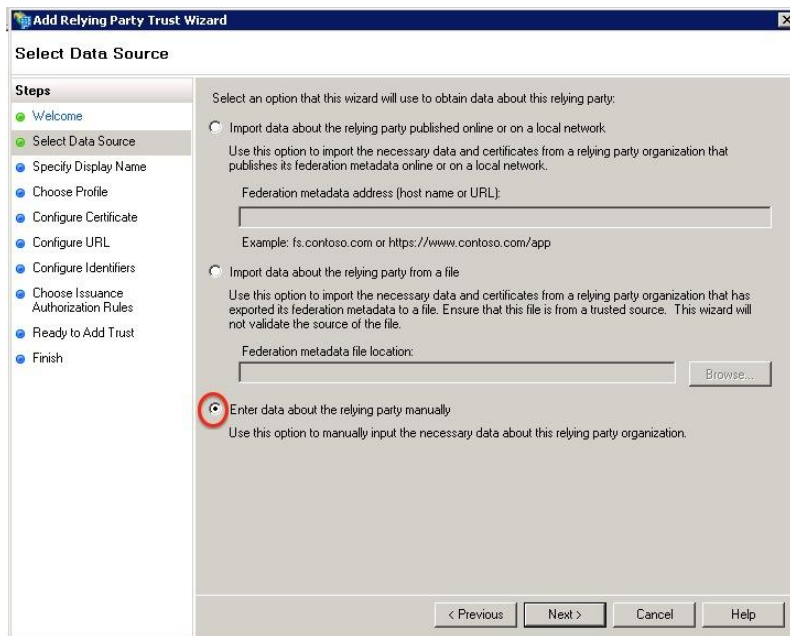 Add Relying Party Trust Wizard
Select Data Source
Steps
Welcome
Select Data Source
Specify Display Name
Choose Profile
Configure Certificate
Configure URL
Configure Identifiers
Choose Issuance
Authorization Rules
Ready to Add Trust
Finish
Select an option that this wizard will use to obtain data about this relying party:
Import data about the relying party published online or on a local network
Use this option to import the necessary data and certificates from a relying party organization that
publishes its federation metadata online or on a local network.
Federation metadata address (host name or URL):
Example: fs.contoso.com or https://www.contoso.com/app
Import data about the relying party from a file
Use this option to import the necessary data and certificates from a relying party organization that has
exported its federation metadata to a file. Ensure that this file is from a trusted source. This wizard will
not validate the source of the file.
Federation metadata file location:
Browse...
Enter data about the relying party manually
Use this option to manually input the necessary data about this relying party organization.
< Previous
Next >
Cancel
Help